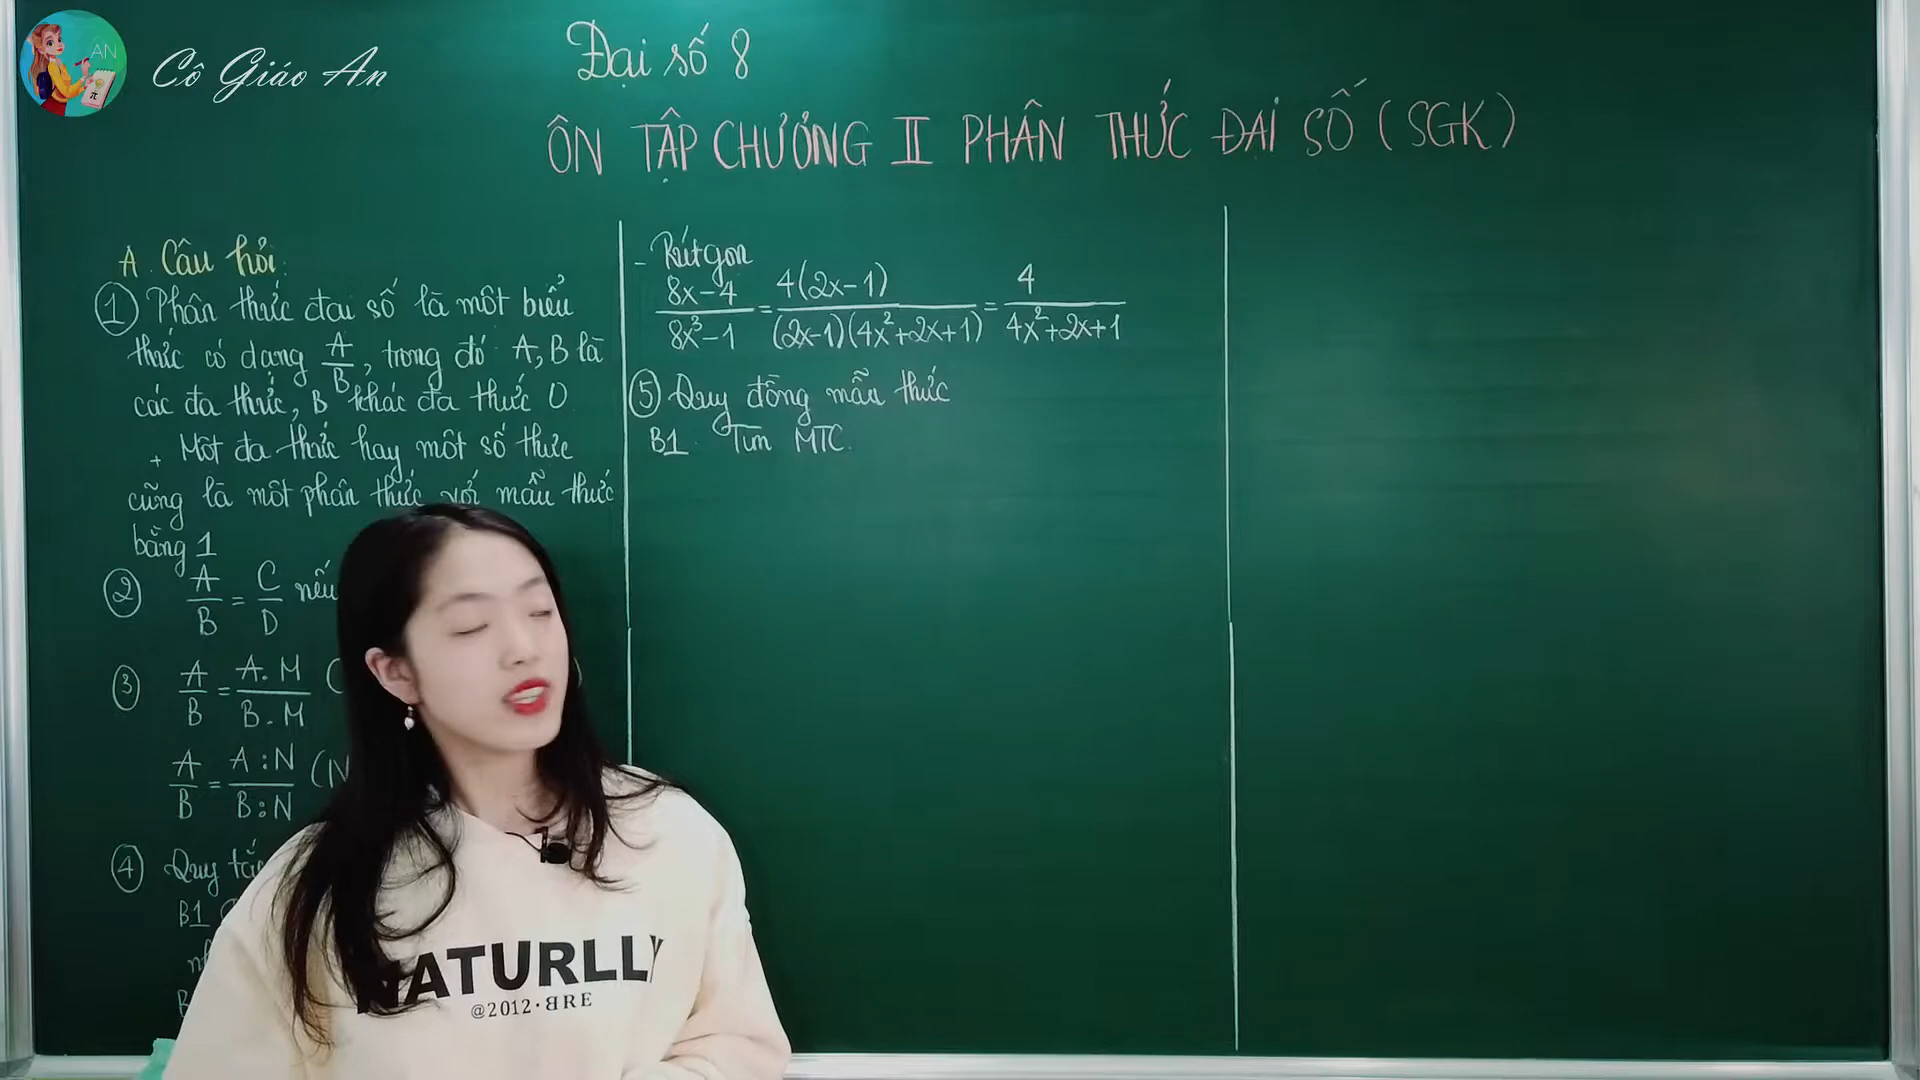 AN
Cô Giáo An
Đại số 8
ÔN TẬP CHƯƠNG II PHÂN THỨC ĐẠI SỐ (SGK)
A. Câu hỏi:
① Phân thức đại số là một biểu
thức có dạng A/B, trong đó A, B là
các đa thức, B khác đa thức 0
+ Một đa thức hay một số thực
cũng là một phân thức với mẫu thức
bằng 1
② A/B = C/D nếu
③ A/B = A.M/B.M (
A/B = A:N/B:N (N
④ Quy tắc
B1
B
- Rút gọn
8x-4/8x³-1 = 4(2x-1)/(2x-1)(4x²+2x+1) = 4/4x²+2x+1
⑤ Quy đồng mẫu thức
B1. Tìm MTC.
NATURLLY
@2012·BRE